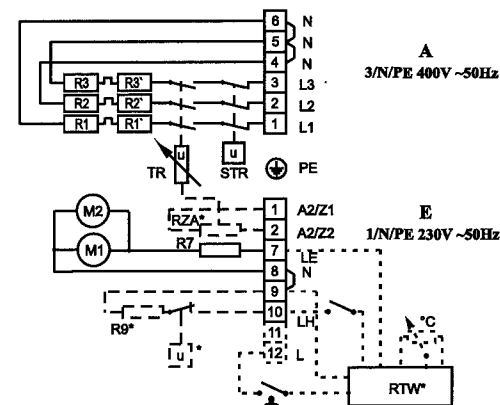 6 N
5 N
4 N
R3 R3` 3 L3
R2 R2` 2 L2
R1 R1` 1 L1
A
3/N/PE 400V ~50Hz
u u
TR STR PE
1 A2/Z1
RZA* 2 A2/Z2
E
1/N/PE 230V ~50Hz
M2
M1 R7 7 LE
8 N
9
R9* 10 LH
u * 11
12 L
°C
RTW*